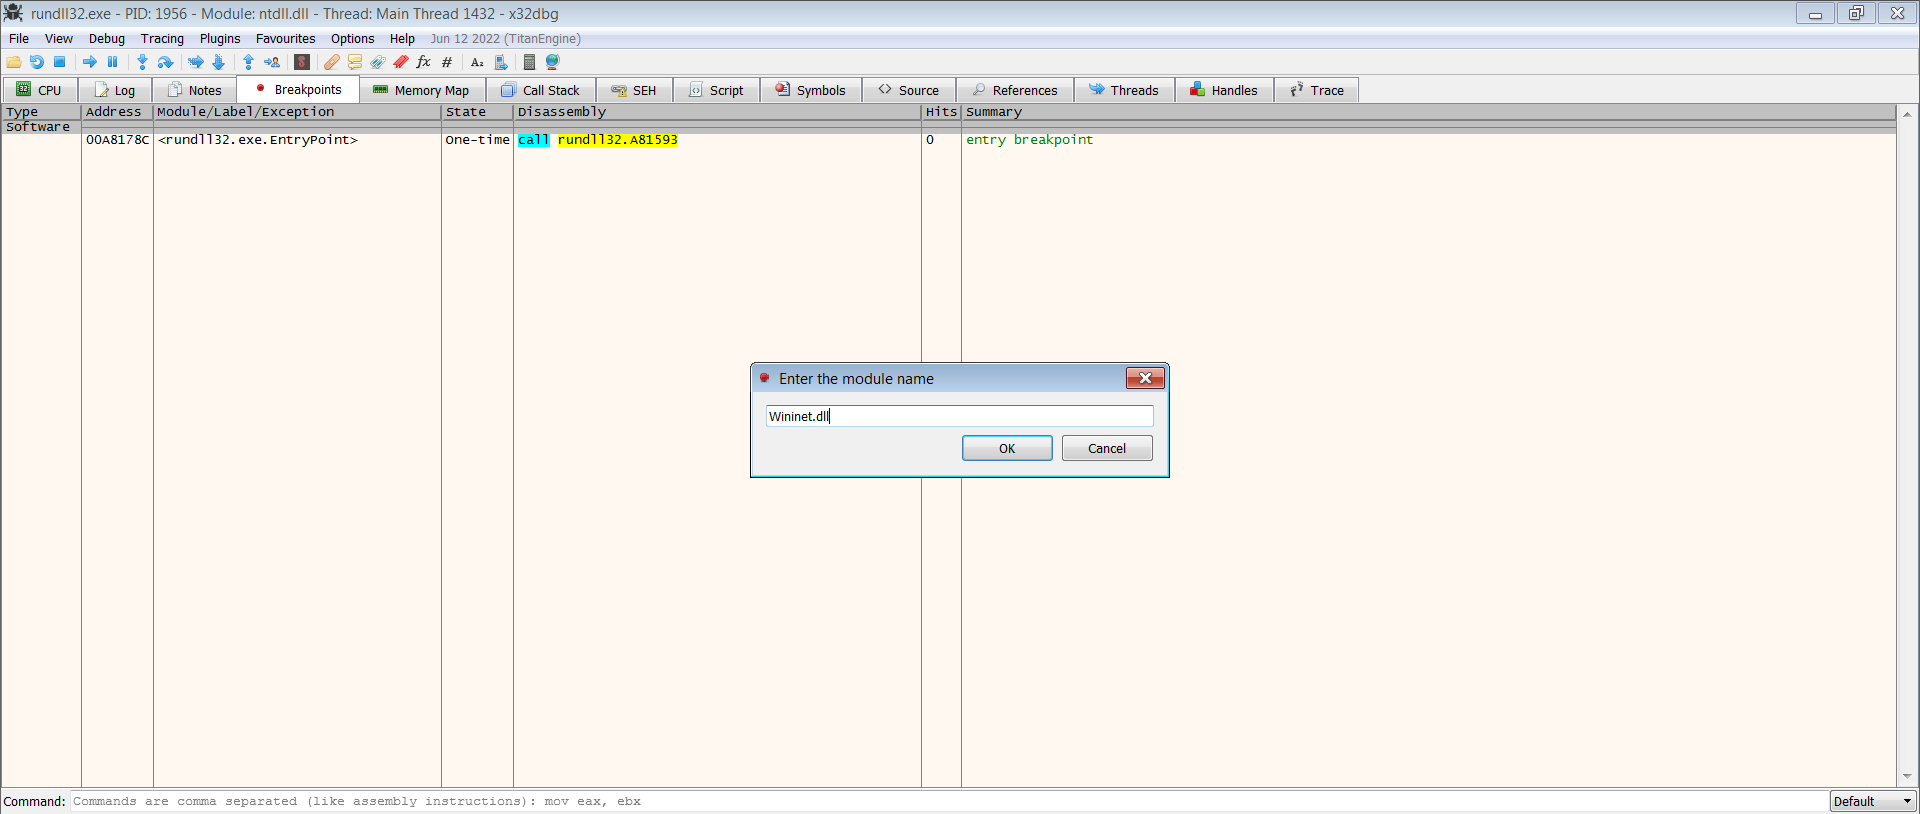 rundll32.exe - PID: 1956 - Module: ntdll.dll - Thread: Main Thread 1432 - x32dbg
File View Debug Tracing Plugins Favourites Options Help Jun 12 2022 (TitanEngine)
CPU Log Notes Breakpoints Memory Map Call Stack SEH Script Symbols Source References Threads Handles Trace
Type Address Module/Label/Exception State Disassembly Hits Summary
Software
00A8178C <rundll32.exe.EntryPoint> One-time call rundll32.A81593 0 entry breakpoint
Enter the module name
Wininet.dll
OK Cancel
Command: Commands are comma separated (like assembly instructions): mov eax, ebx Default